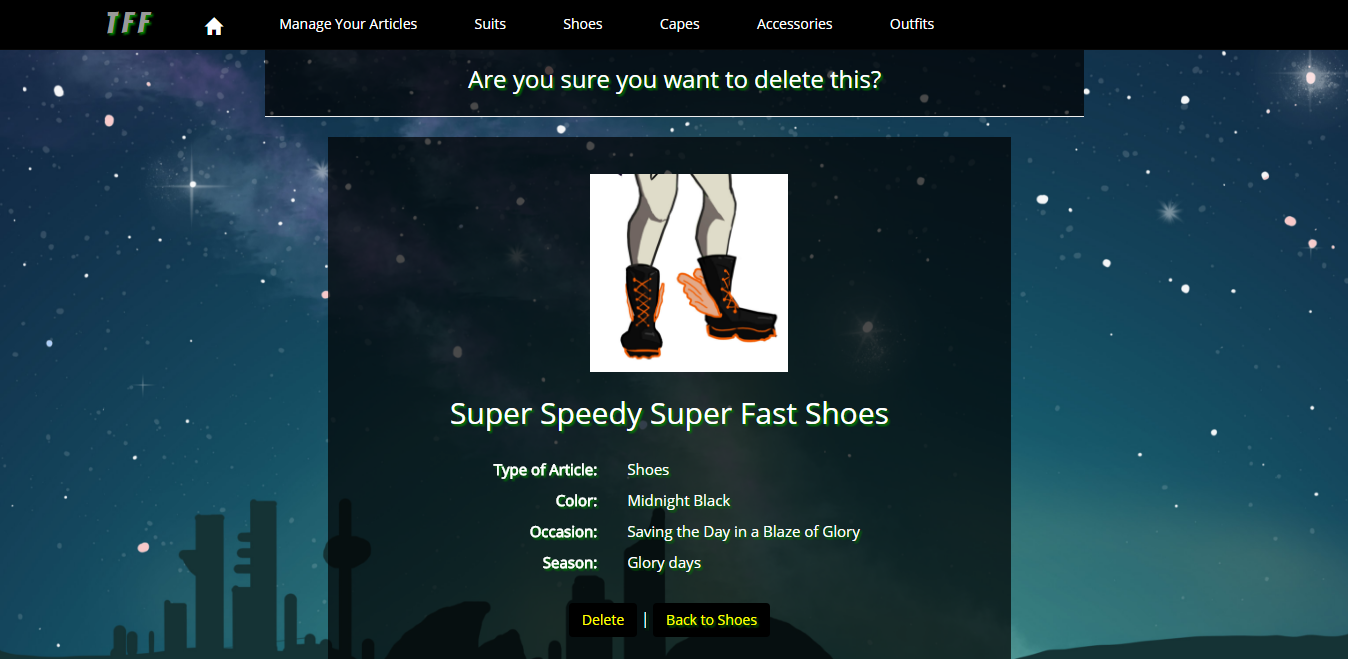 TFF Manage Your Articles Suits Shoes Capes Accessories Outfits
Are you sure you want to delete this?
Super Speedy Super Fast Shoes
Type of Article: Shoes
Color: Midnight Black
Occasion: Saving the Day in a Blaze of Glory
Season: Glory days
Delete | Back to Shoes